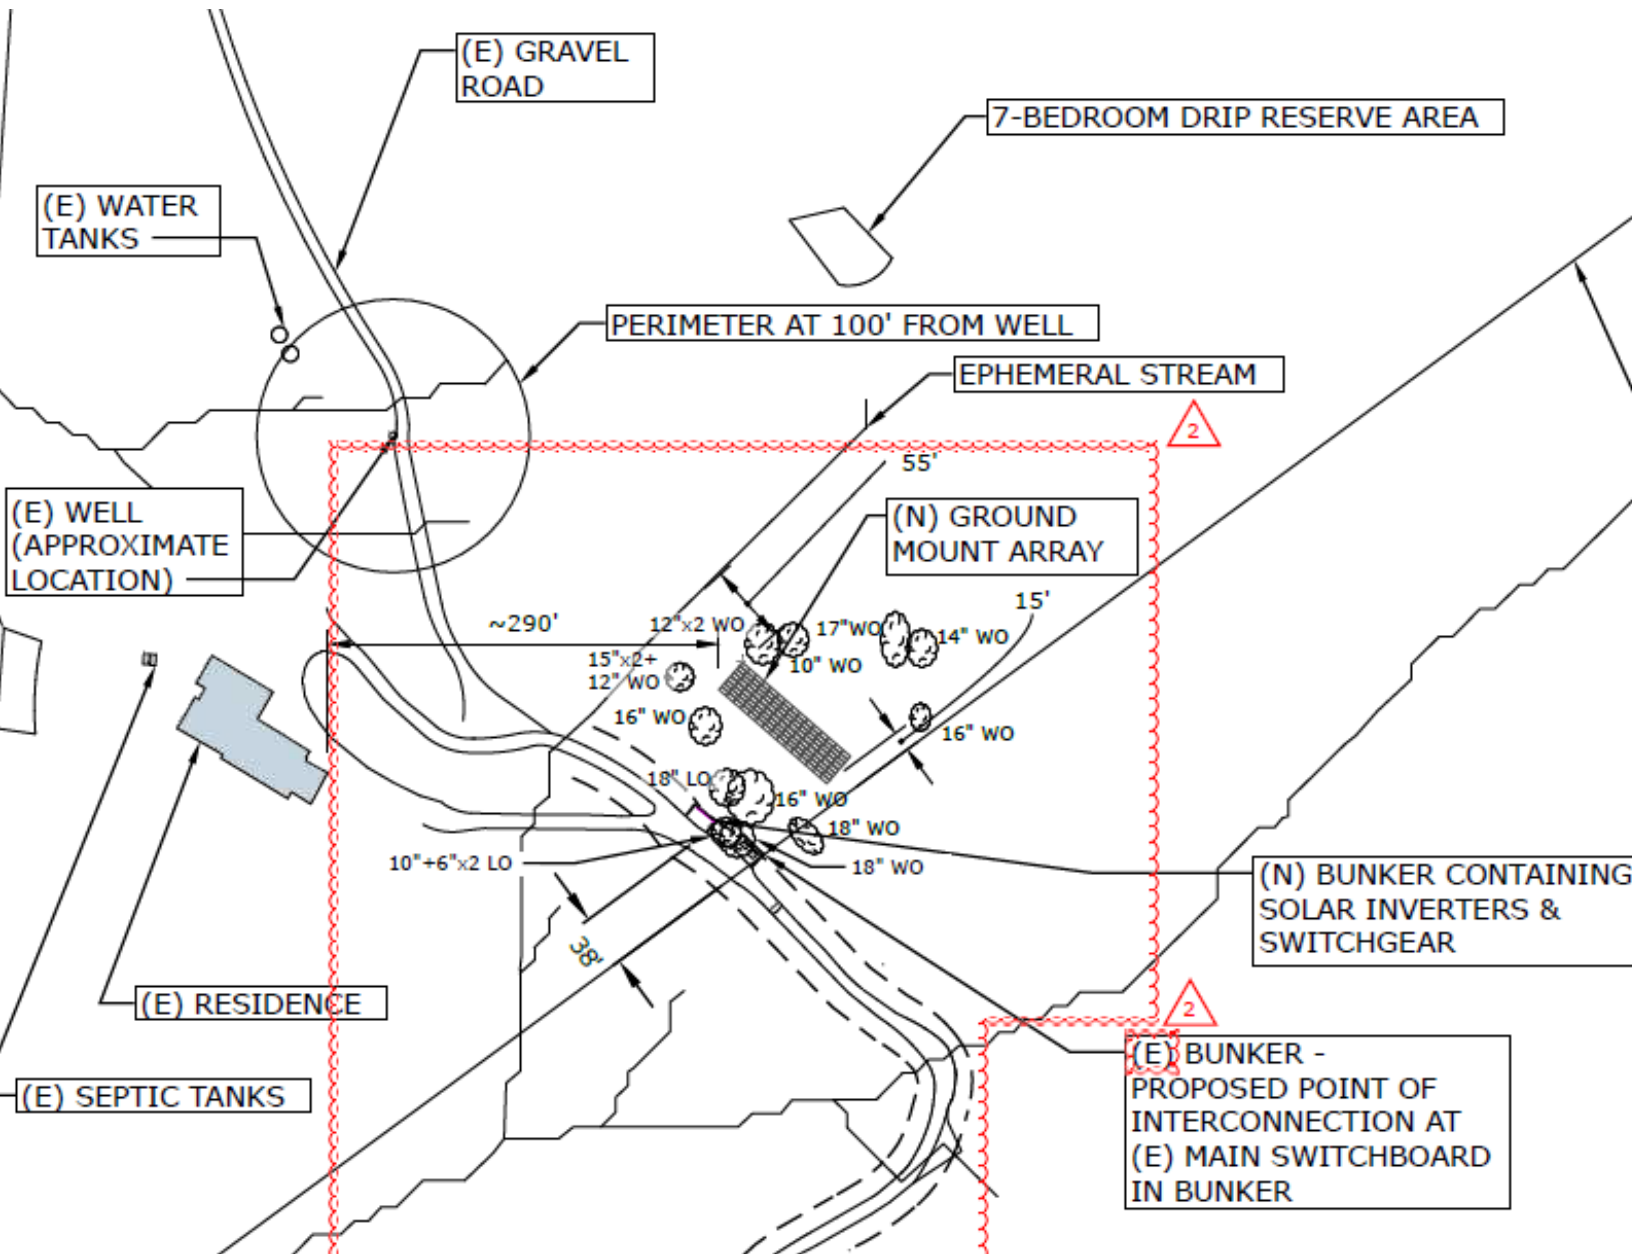 (E) GRAVEL
ROAD
7-BEDROOM DRIP RESERVE AREA
(E) WATER
TANKS
PERIMETER AT 100' FROM WELL
EPHEMERAL STREAM
2
55'
(E) WELL
(APPROXIMATE
LOCATION)
(N) GROUND
MOUNT ARRAY
15'
~290'
12"x2 WO
17"WO
14" WO
15"x2+
12" WO
10" WO
16" WO
16" WO
18" LO
16" WO
18" WO
10"+6"x2 LO
18" WO
(N) BUNKER CONTAINING
SOLAR INVERTERS &
SWITCHGEAR
38'
(E) RESIDENCE
2
(E) BUNKER -
PROPOSED POINT OF
INTERCONNECTION AT
(E) MAIN SWITCHBOARD
IN BUNKER
(E) SEPTIC TANKS